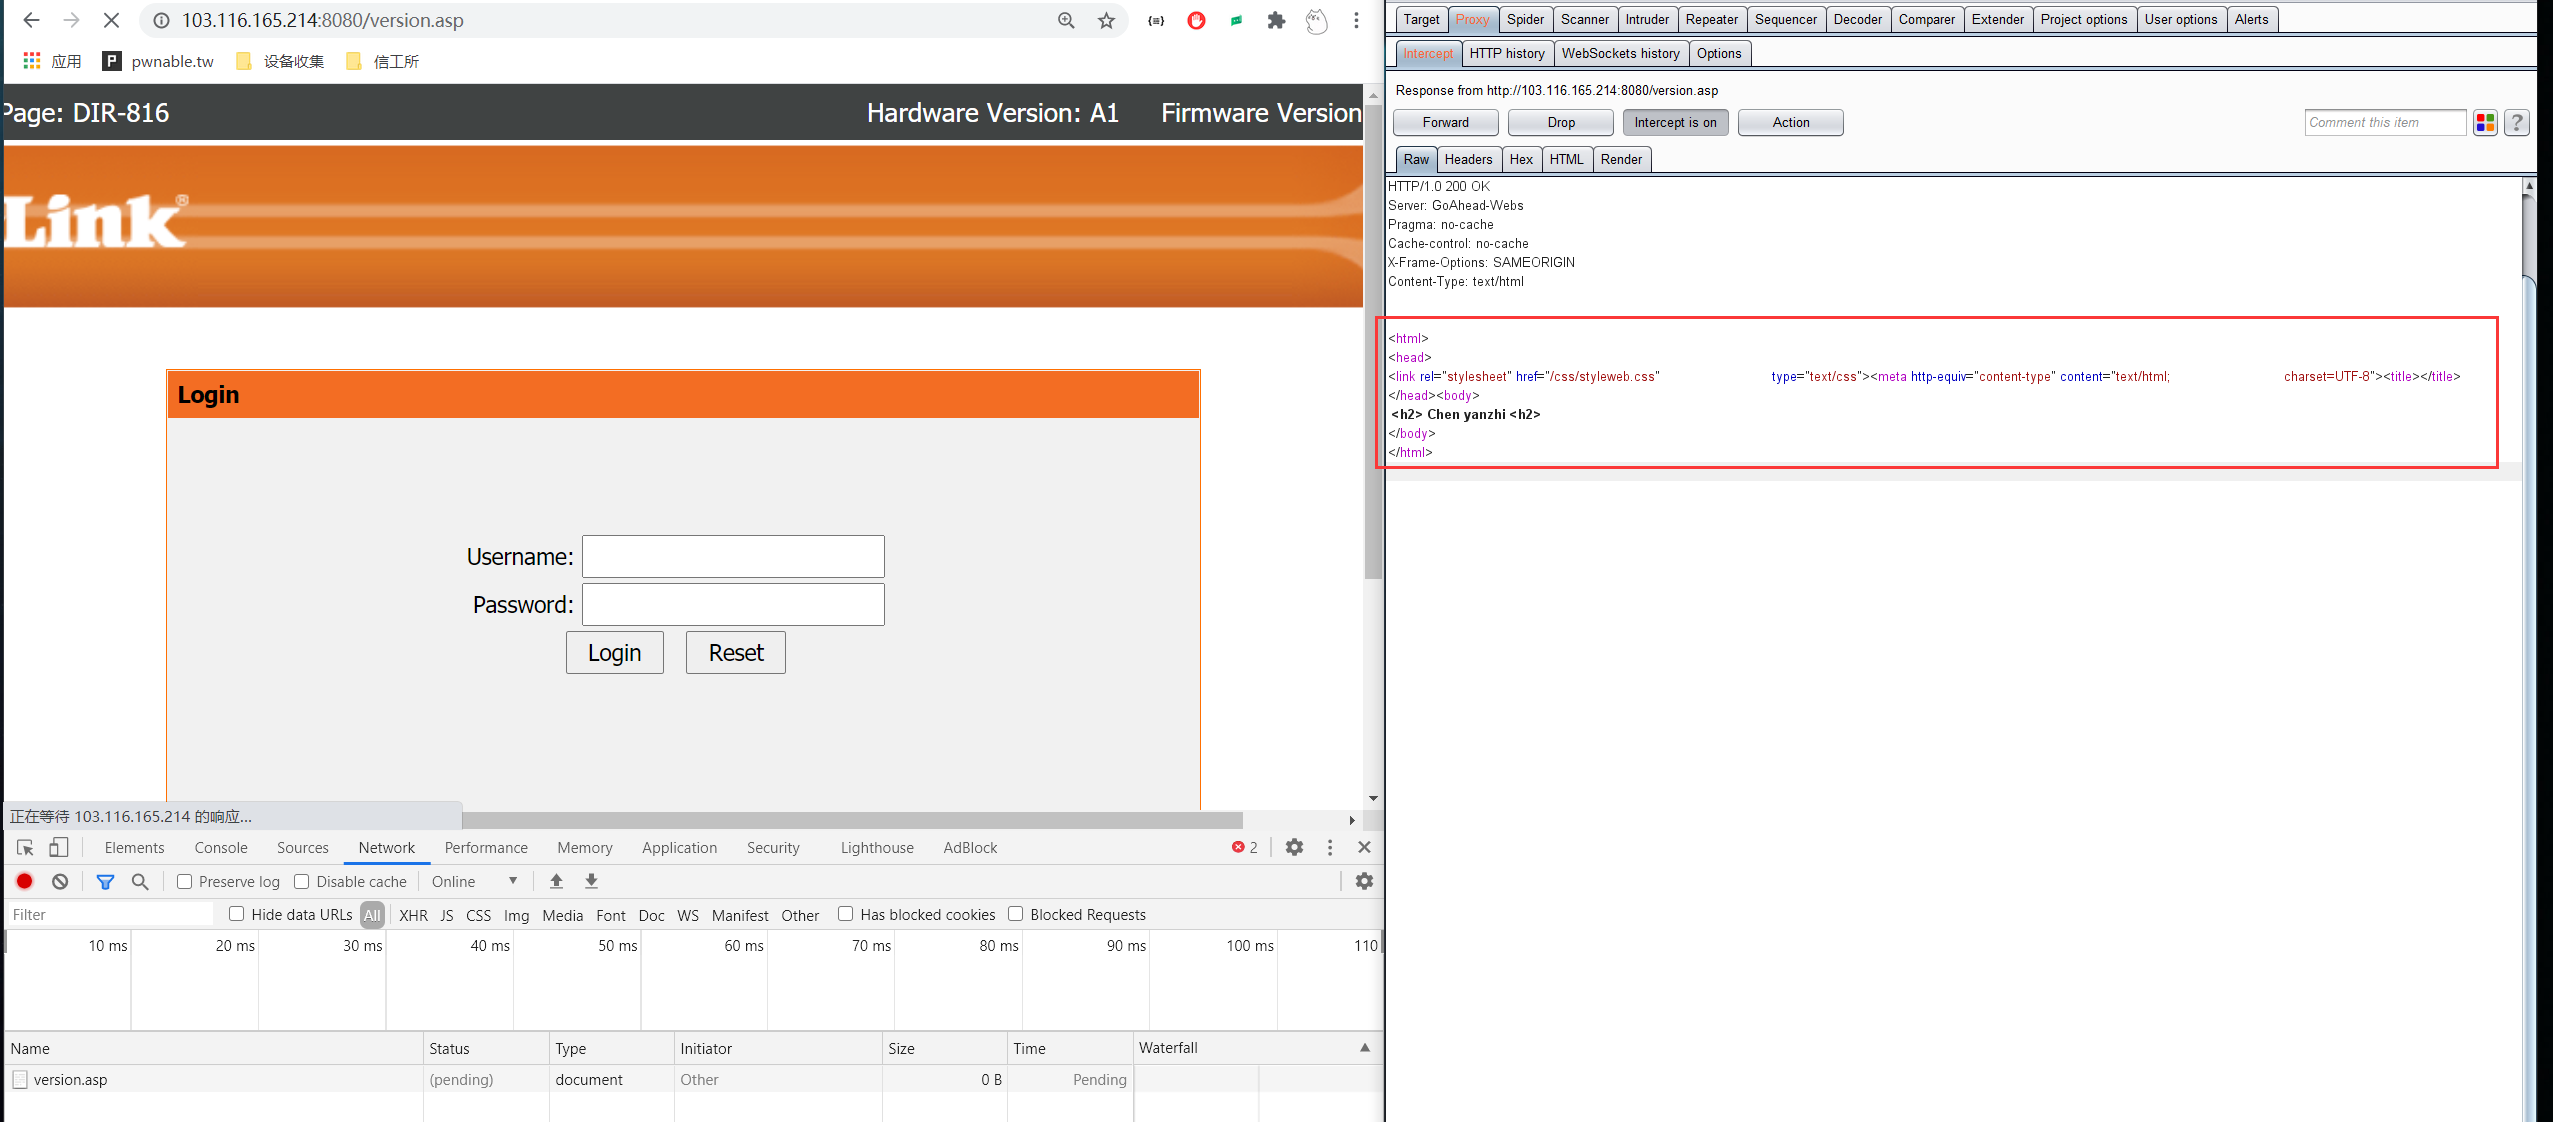 103.116.165.214:8080/version.asp
应用 pwnable.tw 设备收集 信工所
Page: DIR-816 Hardware Version: A1 Firmware Version
Link®
Login
Username:
Password:
Login Reset
正在等待 103.116.165.214 的响应...
Elements Console Sources Network Performance Memory Application Security Lighthouse AdBlock 2
Preserve log Disable cache Online
Filter Hide data URLs All XHR JS CSS Img Media Font Doc WS Manifest Other Has blocked cookies Blocked Requests
10 ms 20 ms 30 ms 40 ms 50 ms 60 ms 70 ms 80 ms 90 ms 100 ms 110
Name Status Type Initiator Size Time Waterfall
version.asp (pending) document Other 0 B Pending
Target Proxy Spider Scanner Intruder Repeater Sequencer Decoder Comparer Extender Project options User options Alerts
Intercept HTTP history WebSockets history Options
Response from http://103.116.165.214:8080/version.asp
Forward Drop Intercept is on Action Comment this item ?
Raw Headers Hex HTML Render
HTTP/1.0 200 OK
Server: GoAhead-Webs
Pragma: no-cache
Cache-control: no-cache
X-Frame-Options: SAMEORIGIN
Content-Type: text/html
<html>
<head>
<link rel="stylesheet" href="/css/styleweb.css" type="text/css"><meta http-equiv="content-type" content="text/html; charset=UTF-8"><title></title>
</head><body>
<h2> Chen yanzhi <h2>
</body>
</html>